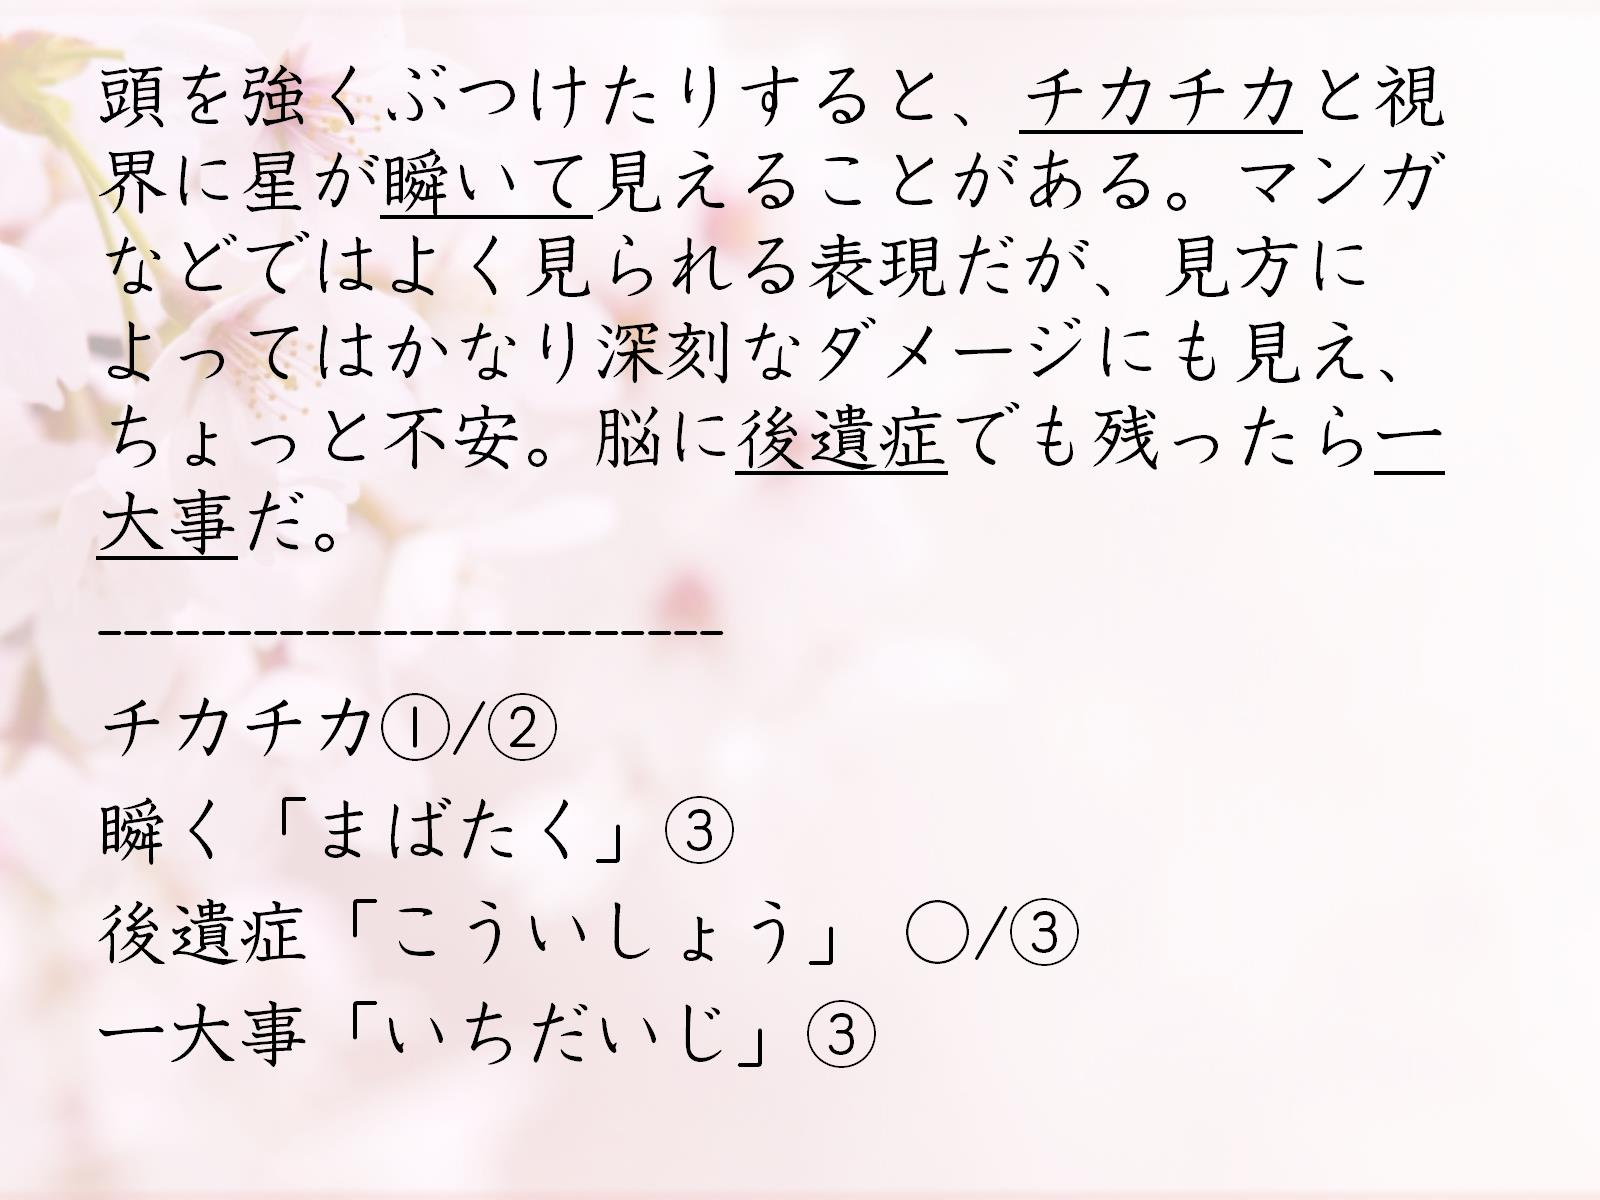 頭を強くぶつけたりすると、チカチカと視
界に星が瞬いて見えることがある。マンガ
などではよく見られる表現だが、見方に
よってはかなり深刻なダメージにも見え、
ちょっと不安。脳に後遺症でも残ったら一
大事だ。
------------------------
チカチカ①/②
瞬く「まばたく」③
後遺症「こういしょう」 ○/③
一大事「いちだいじ」③